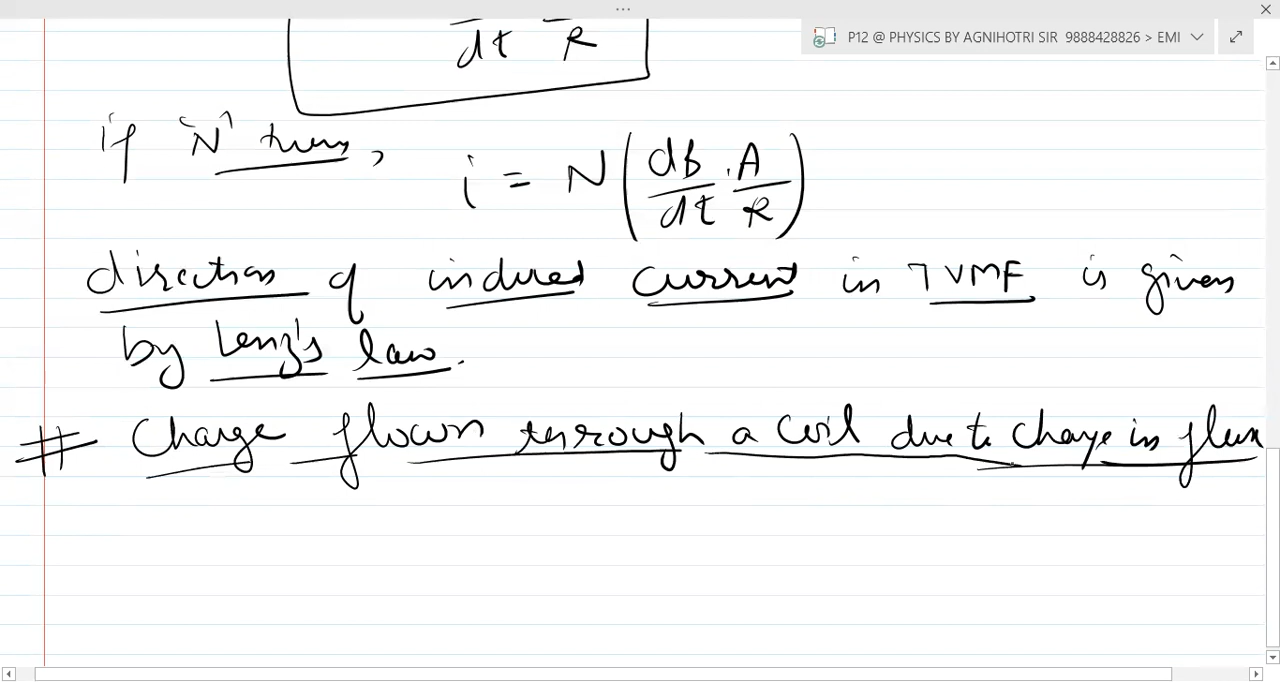 ...
P12 @ PHYSICS BY AGNIHOTRI SIR 9888428826 > EMI
dt R
if 'N' turns, i = N (dB/dt . A/R)
direction of induced current in TVMF is given
by Lenz's law.
# Charge flown through a coil due to change in flux